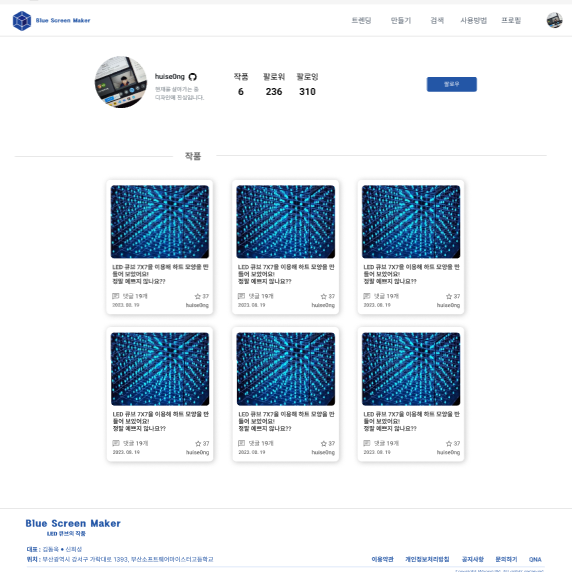 Blue Screen Maker
트렌딩 만들기 검색 사용방법 프로필
huise0ng
현재를 살아가는 중
디자인에 진심입니다.
작품 팔로워 팔로잉
6 236 310
팔로우
작품
LED 큐브 7X7을 이용해 하트 모양을 만
들어 보았어요!
정말 예쁘지 않나요??
댓글 19개 37
2023. 08. 19 huise0ng
LED 큐브 7X7을 이용해 하트 모양을 만
들어 보았어요!
정말 예쁘지 않나요??
댓글 19개 37
2023. 08. 19 huise0ng
LED 큐브 7X7을 이용해 하트 모양을 만
들어 보았어요!
정말 예쁘지 않나요??
댓글 19개 37
2023. 08. 19 huise0ng
LED 큐브 7X7을 이용해 하트 모양을 만
들어 보았어요!
정말 예쁘지 않나요??
댓글 19개 37
2023. 08. 19 huise0ng
LED 큐브 7X7을 이용해 하트 모양을 만
들어 보았어요!
정말 예쁘지 않나요??
댓글 19개 37
2023. 08. 19 huise0ng
LED 큐브 7X7을 이용해 하트 모양을 만
들어 보았어요!
정말 예쁘지 않나요??
댓글 19개 37
2023. 08. 19 huise0ng
Blue Screen Maker
LED 큐브의 작품
대표 : 김동욱 • 신희성
위치 : 부산광역시 강서구 가락대로 1393, 부산소프트웨어마이스터고등학교
이용약관 개인정보처리방침 공지사항 문의하기 QNA